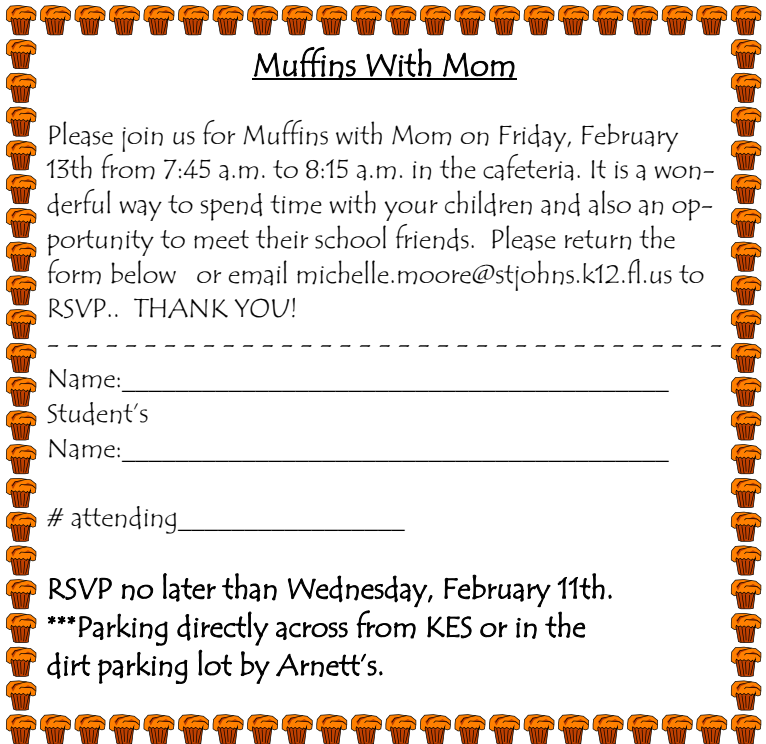 Muffins With Mom
Please join us for Muffins with Mom on Friday, February
13th from 7:45 a.m. to 8:15 a.m. in the cafeteria. It is a won-
derful way to spend time with your children and also an op-
portunity to meet their school friends.  Please return the
form below   or email michelle.moore@stjohns.k12.fl.us to
RSVP..  THANK YOU!
- - - - - - - - - - - - - - - - - - - - - - - - - - - - - - - - - - -
Name:_________________________________________
Student's
Name:_________________________________________
# attending_________________
RSVP no later than Wednesday, February 11th.
***Parking directly across from KES or in the
dirt parking lot by Arnett's.